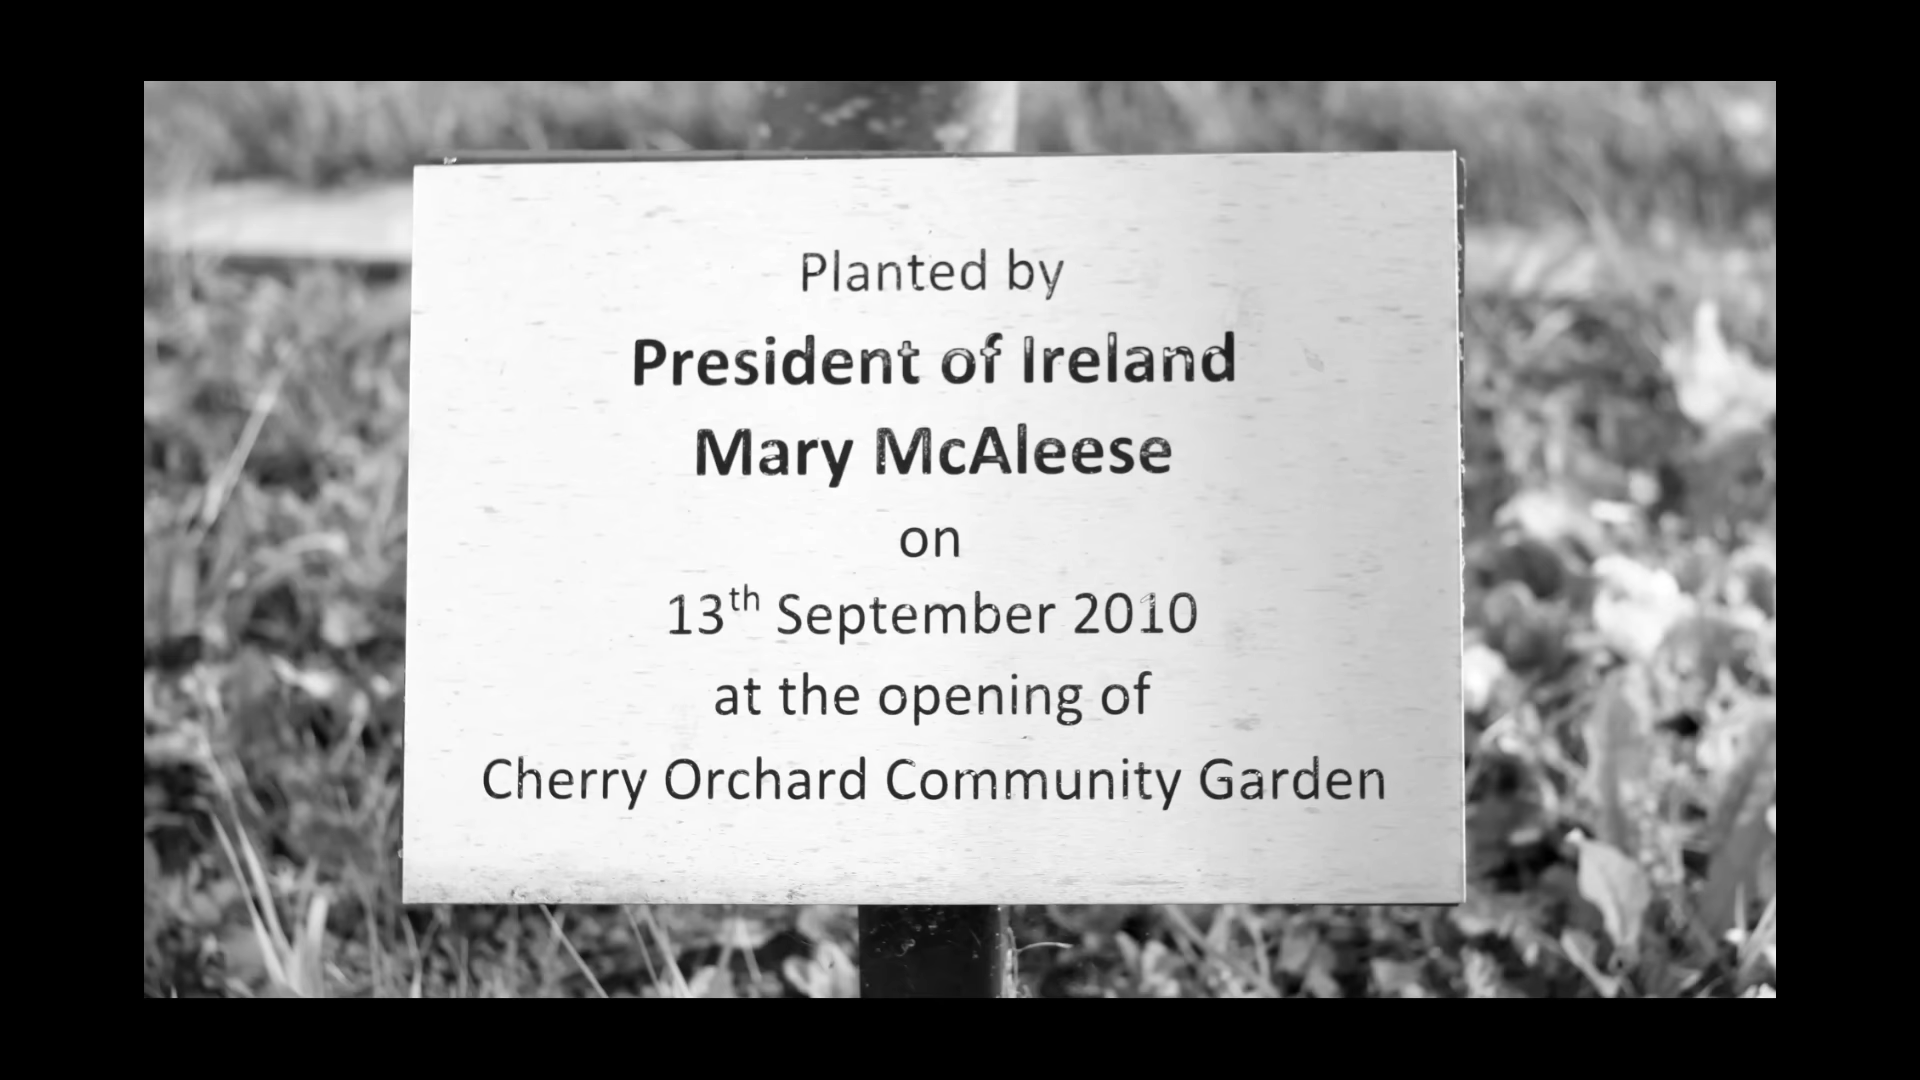 Planted by
President of Ireland
Mary McAleese
on
13th September 2010
at the opening of
Cherry Orchard Community Garden